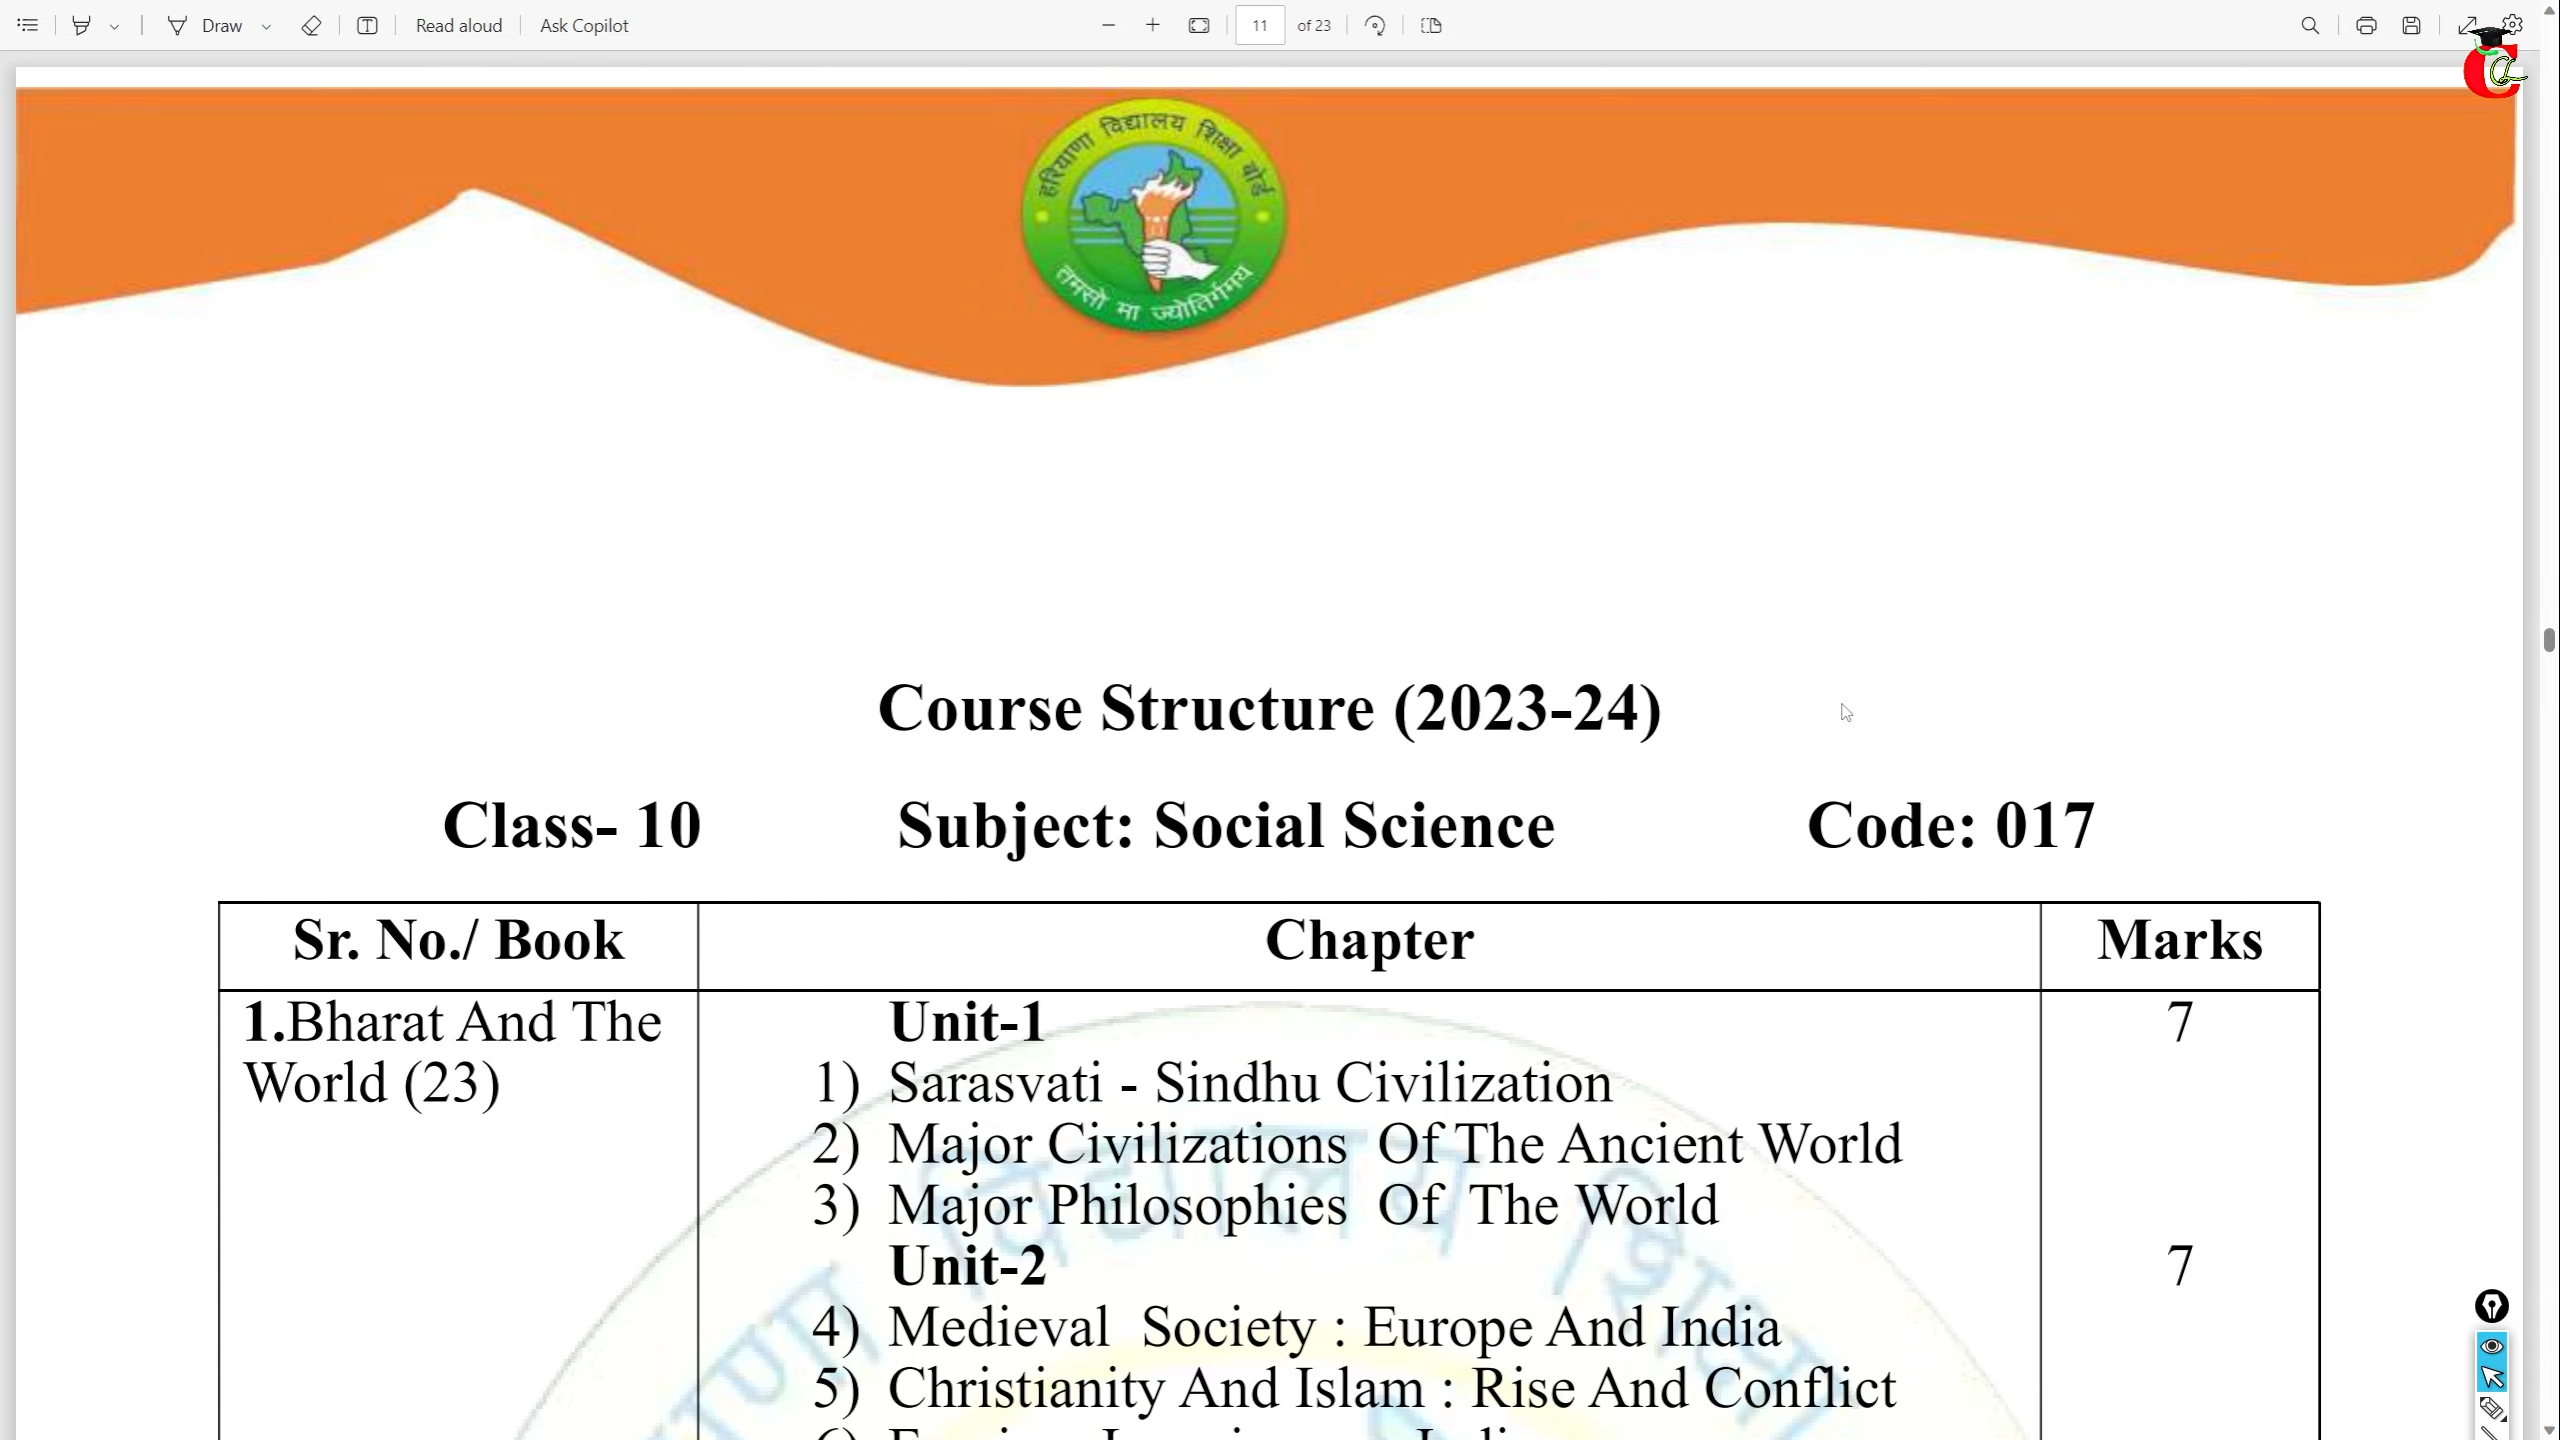 Draw
Read aloud
Ask Copilot
11
of 23
हरियाणा विद्यालय शिक्षा बोर्ड
तमसो मा ज्योतिर्गमय
Course Structure (2023-24)
Class- 10 Subject: Social Science Code: 017
Sr. No./ Book Chapter Marks
1.Bharat And The Unit-1 7
World (23) 1) Sarasvati - Sindhu Civilization
2) Major Civilizations Of The Ancient World
3) Major Philosophies Of The World
Unit-2 7
4) Medieval Society : Europe And India
5) Christianity And Islam : Rise And Conflict